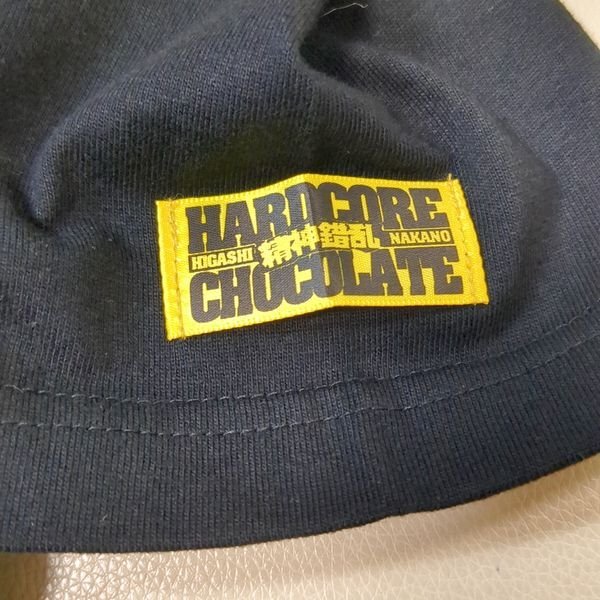 HARDCORE
HIGASHI 精神錯乱 NAKANO
CHOCOLATE